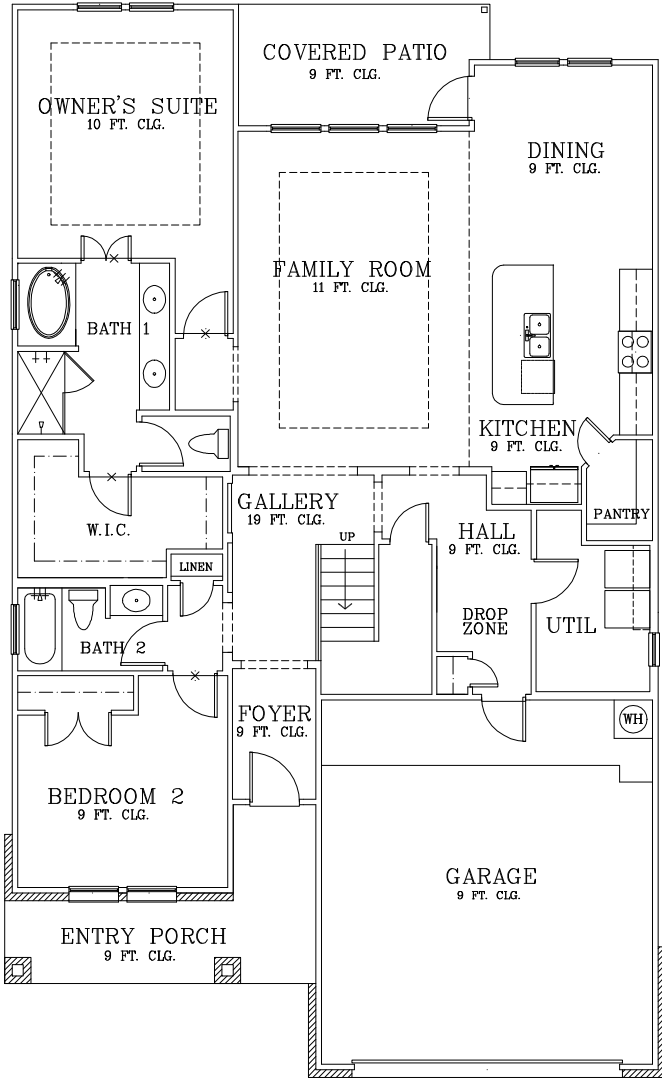 COVERED PATIO
9 FT. CLG.
OWNER'S SUITE
10 FT. CLG.
DINING
9 FT. CLG.
FAMILY ROOM
11 FT. CLG.
BATH 1
KITCHEN
9 FT. CLG.
GALLERY
19 FT. CLG.
W.I.C.
UP
HALL
9 FT. CLG.
PANTRY
LINEN
DROP
ZONE
UTIL
BATH 2
FOYER
9 FT. CLG.
WH
BEDROOM 2
9 FT. CLG.
GARAGE
9 FT. CLG.
ENTRY PORCH
9 FT. CLG.